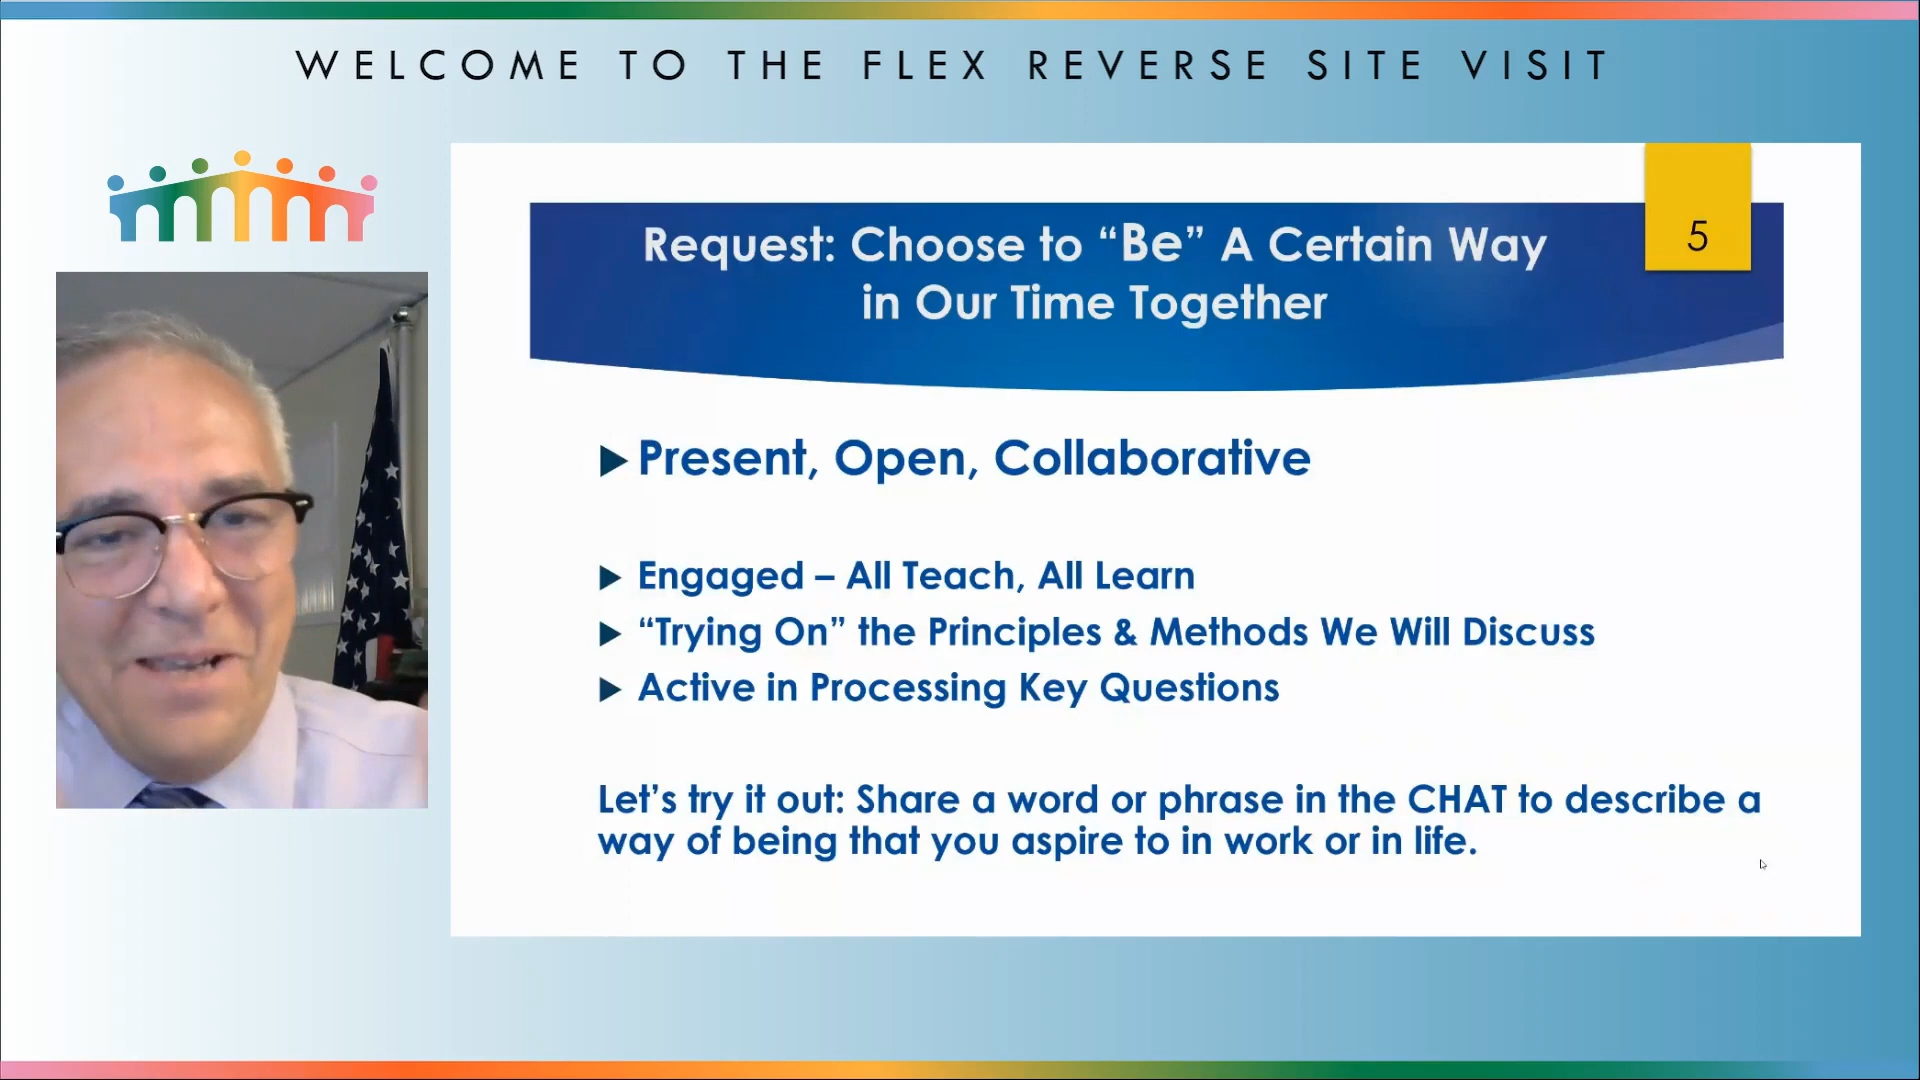 WELCOME TO THE FLEX REVERSE SITE VISIT
5
Request: Choose to “Be” A Certain Way
in Our Time Together
Present, Open, Collaborative
Engaged – All Teach, All Learn
“Trying On” the Principles & Methods We Will Discuss
Active in Processing Key Questions
Let’s try it out: Share a word or phrase in the CHAT to describe a
way of being that you aspire to in work or in life.